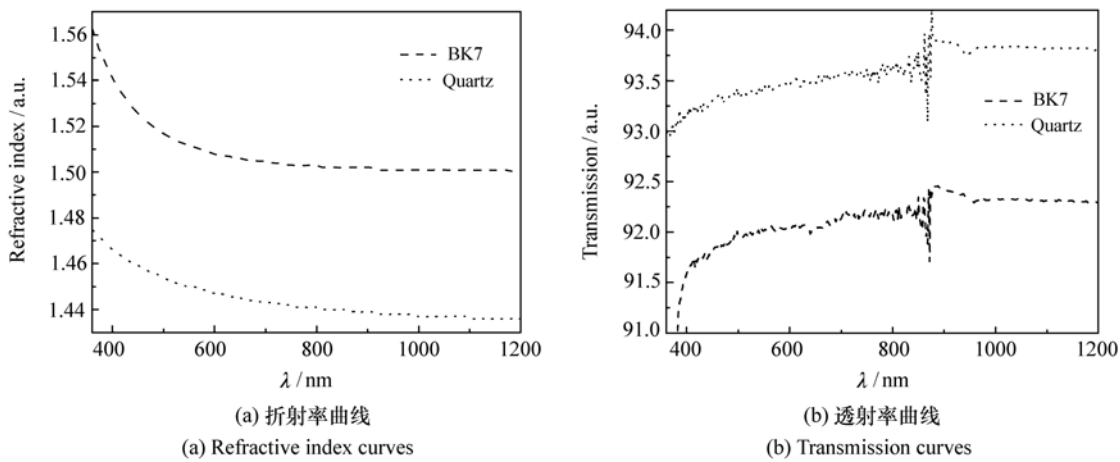 1.56
1.54
1.52
1.50
1.48
1.46
1.44
Refractive index / a.u.
BK7
Quartz
400 600 800 1000 1200
λ / nm
(a) 折射率曲线
(a) Refractive index curves
94.0
93.5
93.0
92.5
92.0
91.5
91.0
Transmission / a.u.
BK7
Quartz
400 600 800 1000 1200
λ / nm
(b) 透射率曲线
(b) Transmission curves